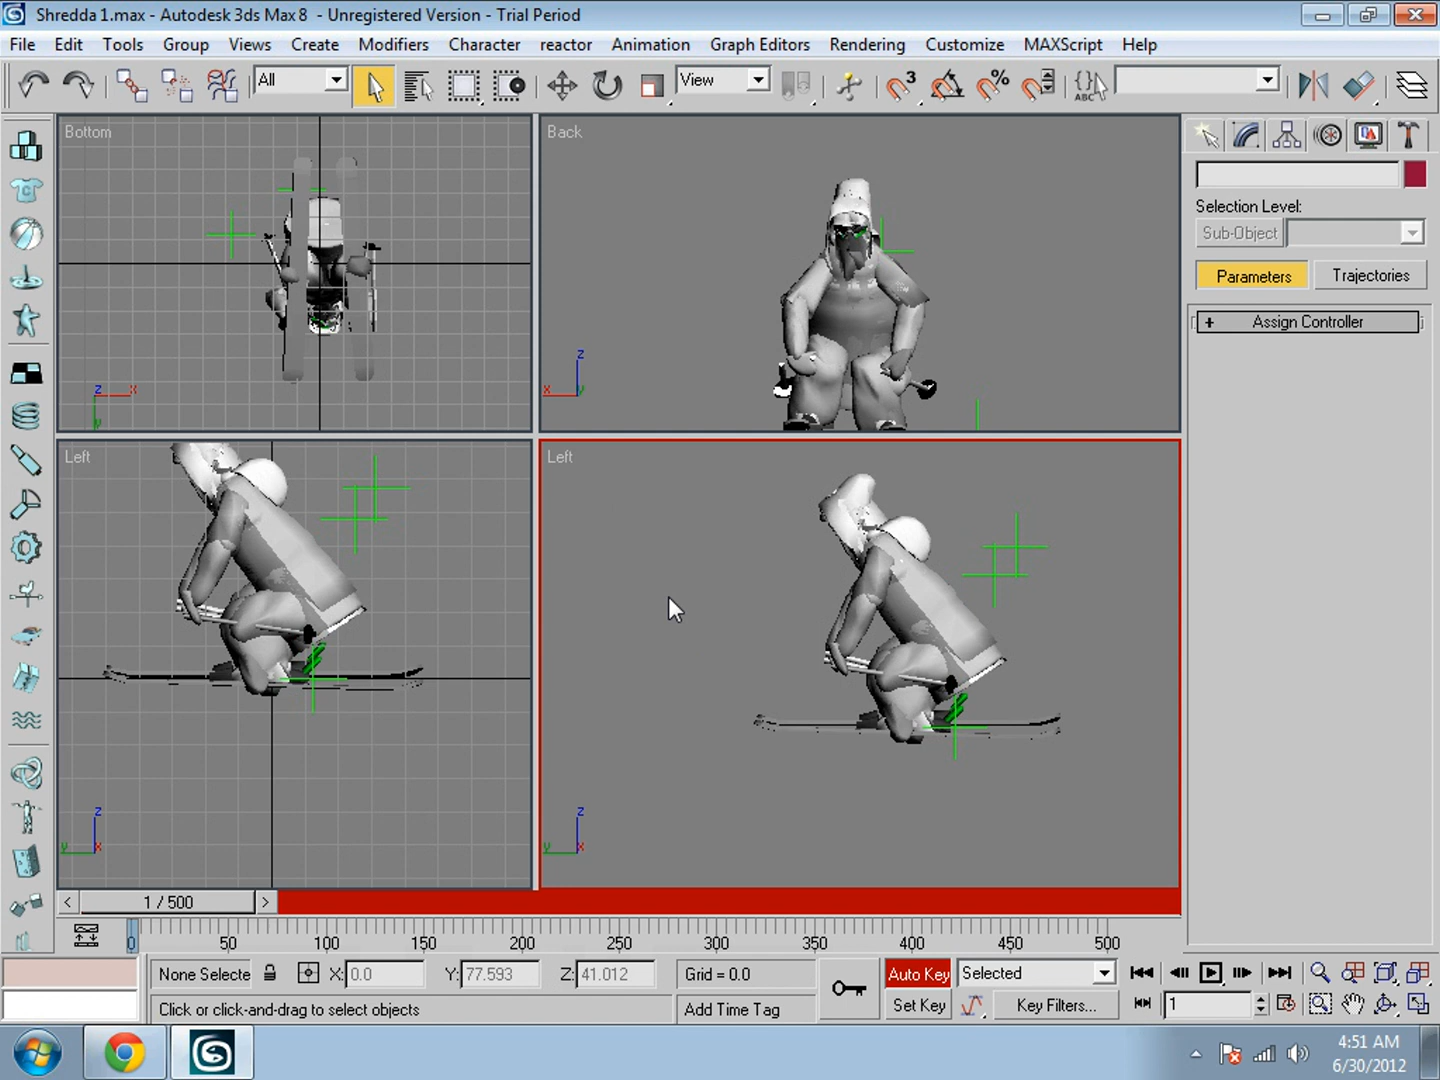 Shredda 1.max - Autodesk 3ds Max 8 - Unregistered Version - Trial Period
File Edit Tools Group Views Create Modifiers Character reactor Animation Graph Editors Rendering Customize MAXScript Help
All View 3 % {} ABC
Bottom
Back
Selection Level:
Sub-Object
Parameters Trajectories
+ Assign Controller
z x
y
z
x y
Left
Left
z
y x
z
y x
< 1 / 500 >
0 50 100 150 200 250 300 350 400 450 500
None Selecte X: 0.0 Y: 77.593 Z: 41.012 Grid = 0.0 Auto Key Selected
Click or click-and-drag to select objects Add Time Tag Set Key Key Filters... 1
4:51 AM
6/30/2012